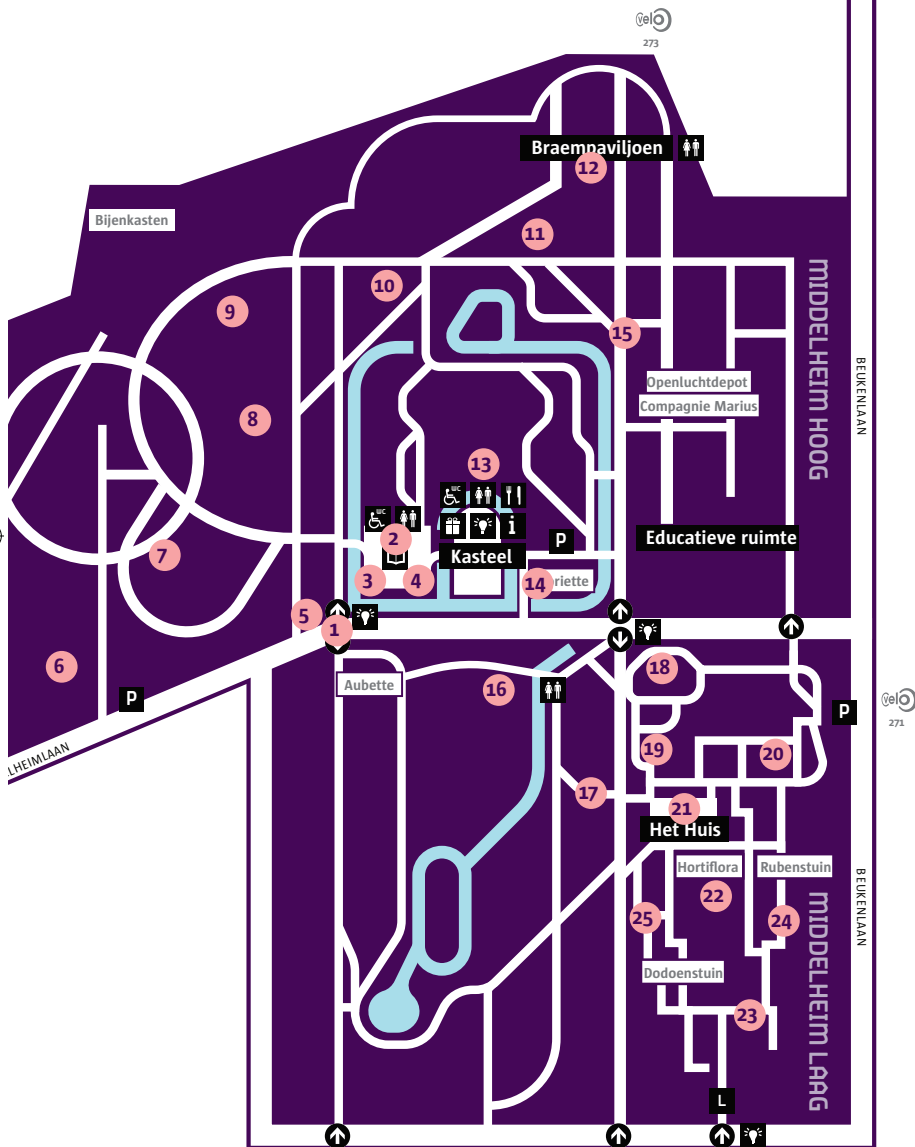 velo
273
Braempaviljoen
12
Bijenkasten
11
10
9
MIDDELHEIM HOOG
15
BEUKENLAAN
Openluchtdepot
Compagnie Marius
8
13
WC
WC
i
2
Kasteel
P
Educatieve ruimte
7
3
4
14
riette
5
1
6
P
18
Aubette
16
velo
271
P
ELHEIMLAAN
19
20
17
21
Het Huis
Hortiflora
Rubenstuin
22
BEUKENLAAN
25
24
Dodoenstuin
23
MIDDELHEIM LAAG
L